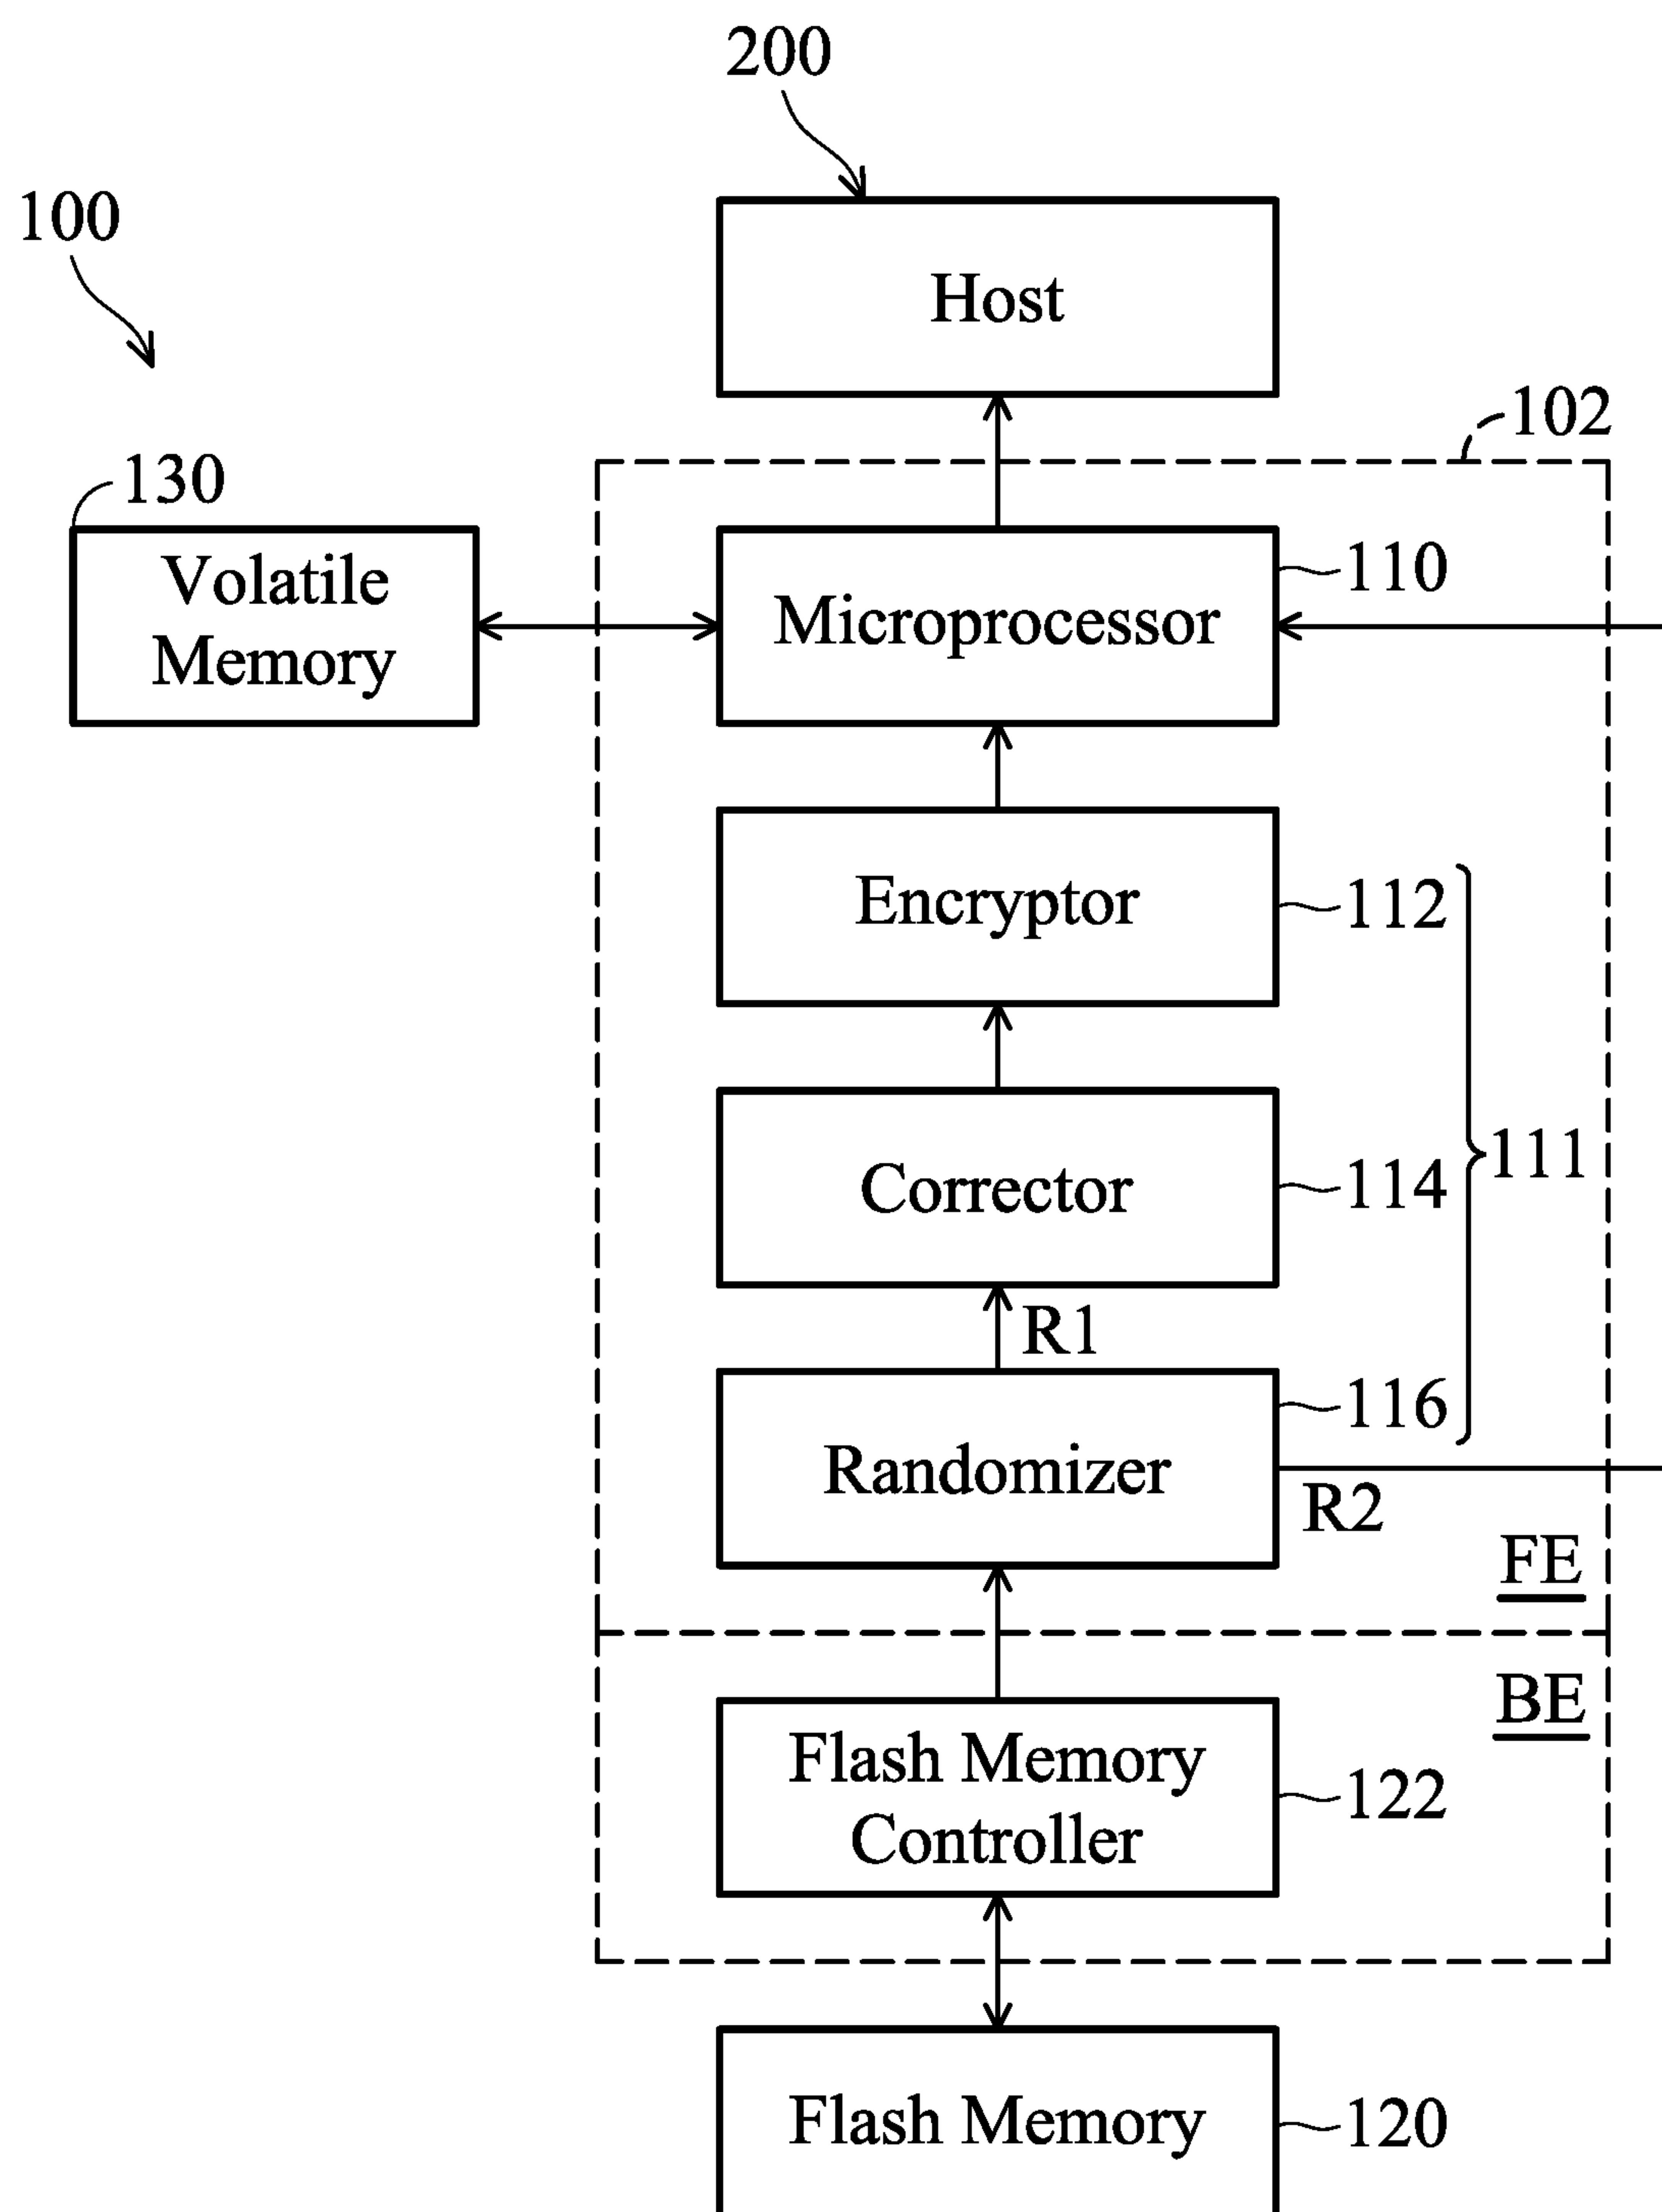 200
100
Host
102
130
Volatile
Memory
110
Microprocessor
Encryptor
112
Corrector
114
111
R1
116
Randomizer
R2
FE
BE
Flash Memory
Controller
122
Flash Memory
120